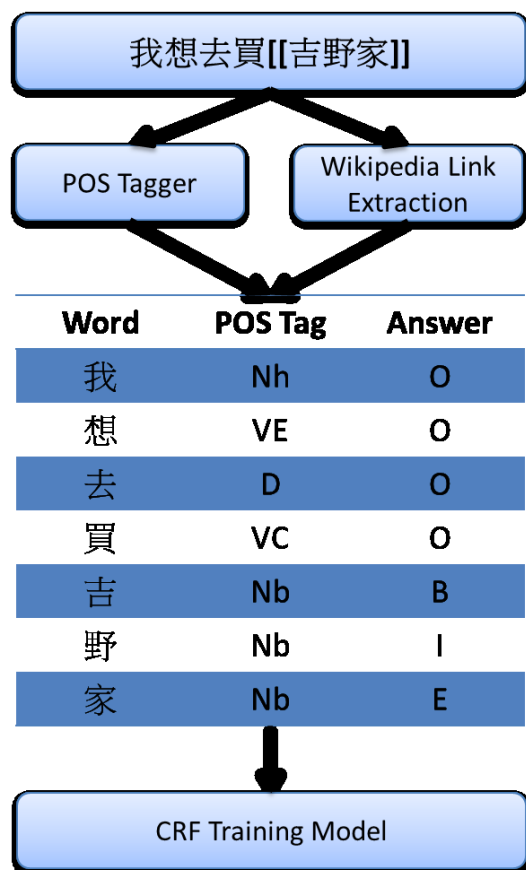 我想去買[[吉野家]]
POS Tagger
Wikipedia Link
Extraction
Word POS Tag Answer
我 Nh O
想 VE O
去 D O
買 VC O
吉 Nb B
野 Nb I
家 Nb E
CRF Training Model